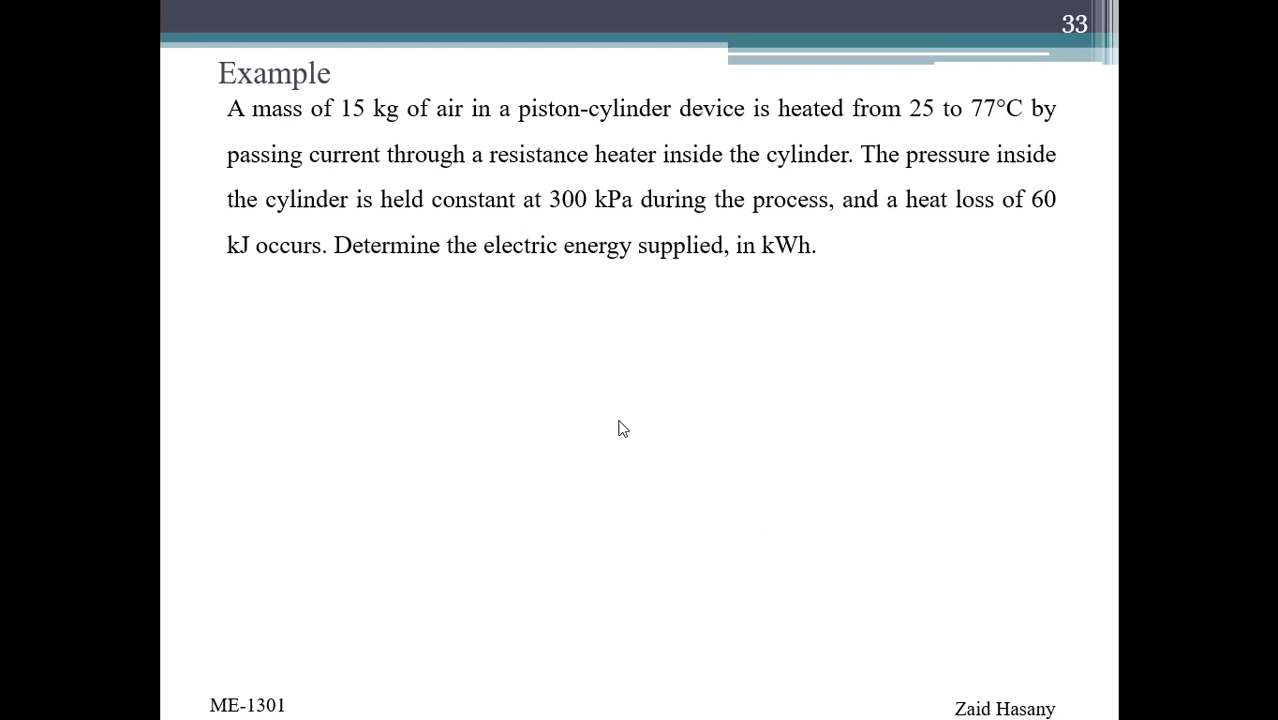 33
Example
A mass of 15 kg of air in a piston-cylinder device is heated from 25 to 77°C by
passing current through a resistance heater inside the cylinder. The pressure inside
the cylinder is held constant at 300 kPa during the process, and a heat loss of 60
kJ occurs. Determine the electric energy supplied, in kWh.
ME-1301
Zaid Hasany